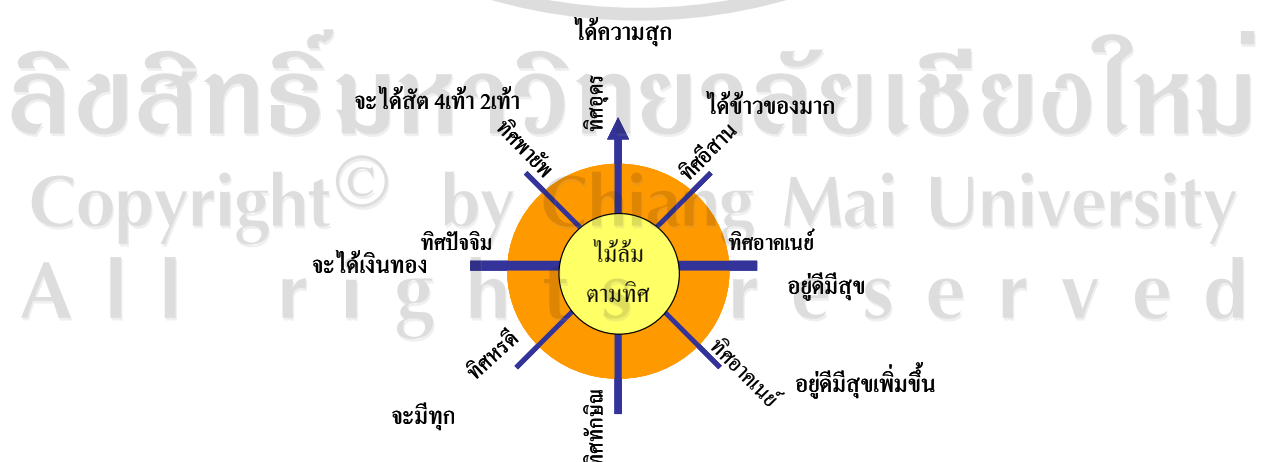 ได้ความสุก
ลิขสิทธิ์มหาวิทยาลัยเชียงใหม่
จะได้สัต 4เท้า 2เท้า
ทิศอุดร
ได้ข้าวของมาก
ทิศพายัพ
ทิศอีสาน
Copyright© by Chiang Mai University
ทิศปัจจิม
ไม้ล้ม
ตามทิศ
ทิศอาคเนย์
จะได้เงินทอง
อยู่ดีมีสุข
All rights reserved
ทิศหรดี
ทิศอาคเนย์
อยู่ดีมีสุขเพิ่มขึ้น
จะมีทุก
ทิศทักษิณ